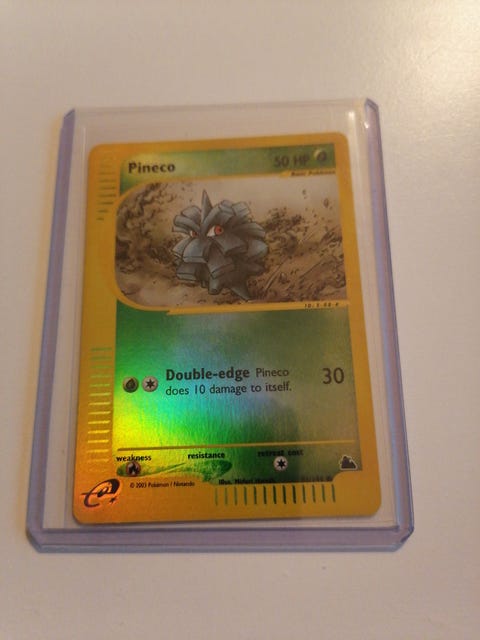 Pineco 50 HP
Basic Pokémon
Double-edge Pineco
does 10 damage to itself. 30
weakness resistance retreat cost
© 2003 Pokémon / Nintendo Illus.